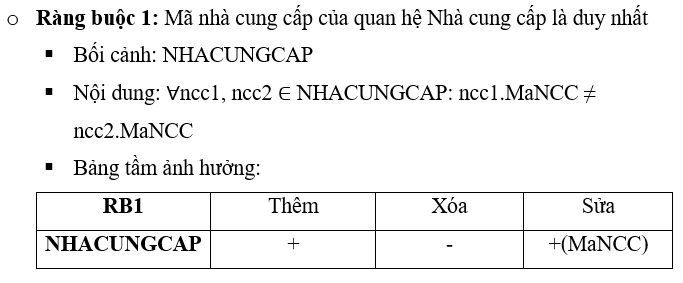 o Ràng buộc 1: Mã nhà cung cấp của quan hệ Nhà cung cấp là duy nhất
▪ Bối cảnh: NHACUNGCAP
▪ Nội dung: ∀ncc1, ncc2 ∈ NHACUNGCAP: ncc1.MaNCC ≠
ncc2.MaNCC
▪ Bảng tầm ảnh hưởng:
RB1 Thêm Xóa Sửa
NHACUNGCAP + - +(MaNCC)